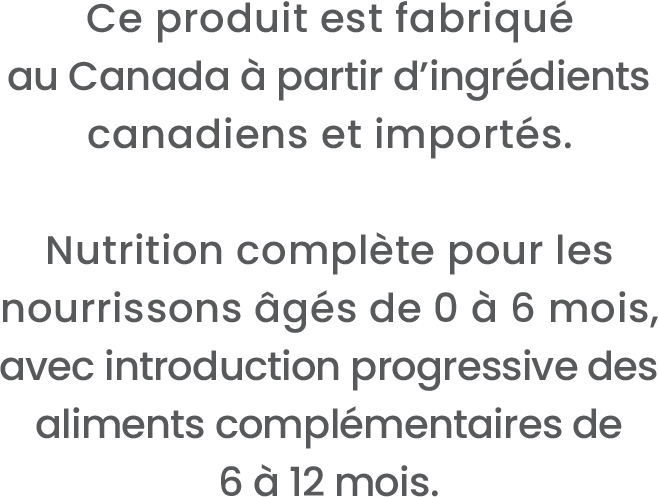 Ce produit est fabriqué
au Canada à partir d’ingrédients
canadiens et importés.
Nutrition complète pour les
nourrissons âgés de 0 à 6 mois,
avec introduction progressive des
aliments complémentaires de
6 à 12 mois.